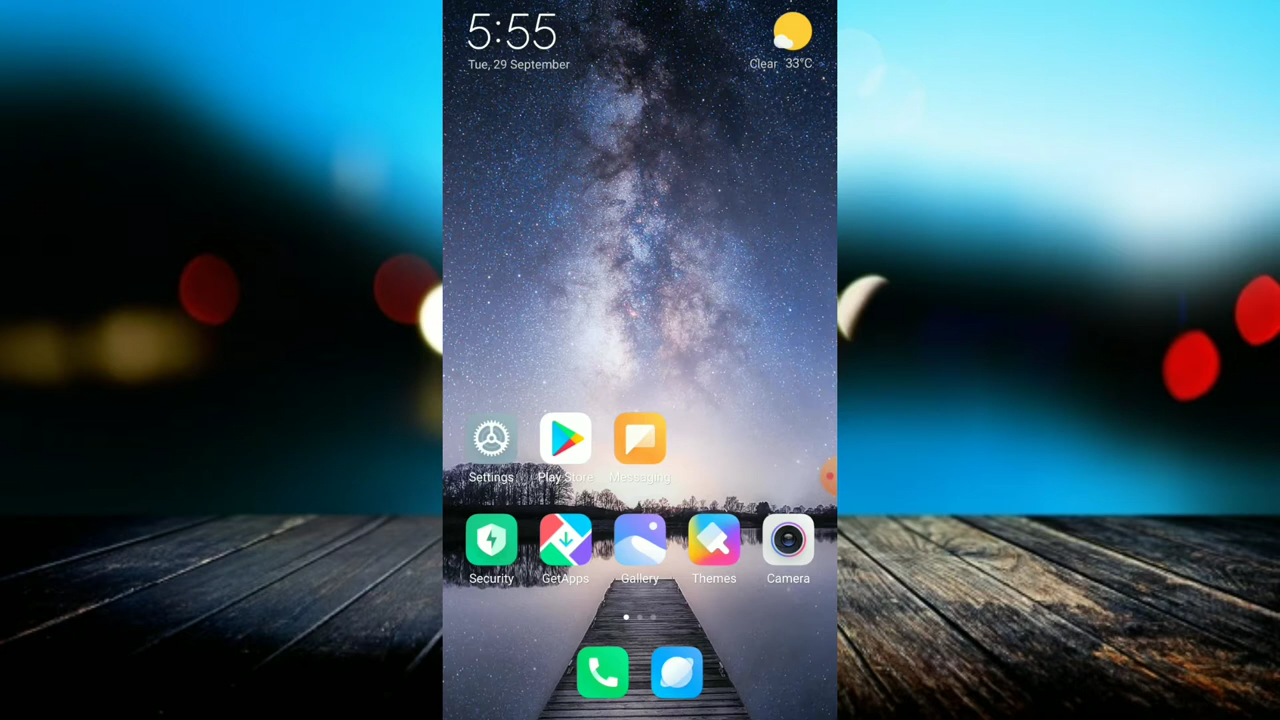 5:55
Tue, 29 September
Clear 33°C
Settings Play Store Messaging
Security GetApps Gallery Themes Camera